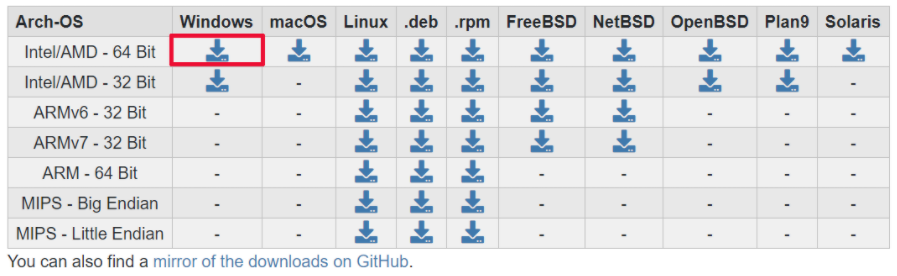 Arch-OS Windows macOS Linux .deb .rpm FreeBSD NetBSD OpenBSD Plan9 Solaris
Intel/AMD - 64 Bit
Intel/AMD - 32 Bit - -
ARMv6 - 32 Bit - - - - -
ARMv7 - 32 Bit - - - - -
ARM - 64 Bit - - - - - - -
MIPS - Big Endian - - - - - - -
MIPS - Little Endian - - - - - - -
You can also find a mirror of the downloads on GitHub.